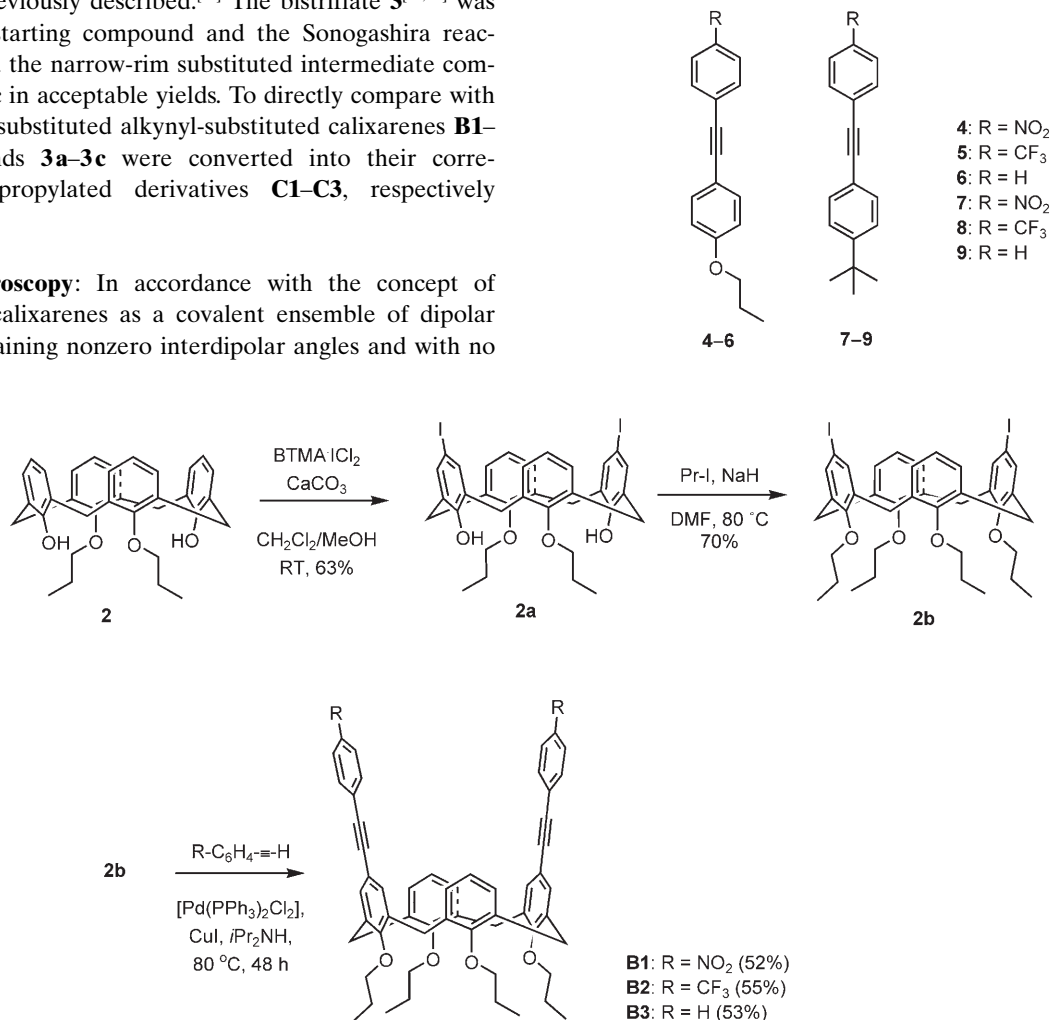 eviously described. The bistriflate 3 was
starting compound and the Sonogashira reac-
the narrow-rim substituted intermediate com-
in acceptable yields. To directly compare with
substituted alkynyl-substituted calixarenes B1–
nds 3a–3c were converted into their corre-
propylated derivatives C1–C3, respectively
roscopy: In accordance with the concept of
calixarenes as a covalent ensemble of dipolar
aining nonzero interdipolar angles and with no
R
R
4: R = NO2
5: R = CF3
6: R = H
7: R = NO2
8: R = CF3
9: R = H
O
4–6
7–9
OH O O HO
2
BTMA·ICl2
CaCO3
CH2Cl2/MeOH
RT, 63%
I I
OH O O HO
2a
Pr-I, NaH
DMF, 80 °C
70%
I I
O O O O
2b
2b
R-C6H4-≡-H
[Pd(PPh3)2Cl2],
CuI, iPr2NH,
80 °C, 48 h
R R
O O O O
B1: R = NO2 (52%)
B2: R = CF3 (55%)
B3: R = H (53%)